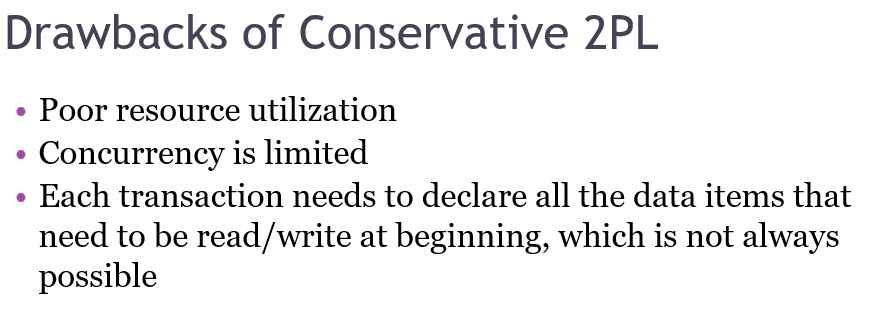 Drawbacks of Conservative 2PL
• Poor resource utilization
• Concurrency is limited
• Each transaction needs to declare all the data items that
need to be read/write at beginning, which is not always
possible